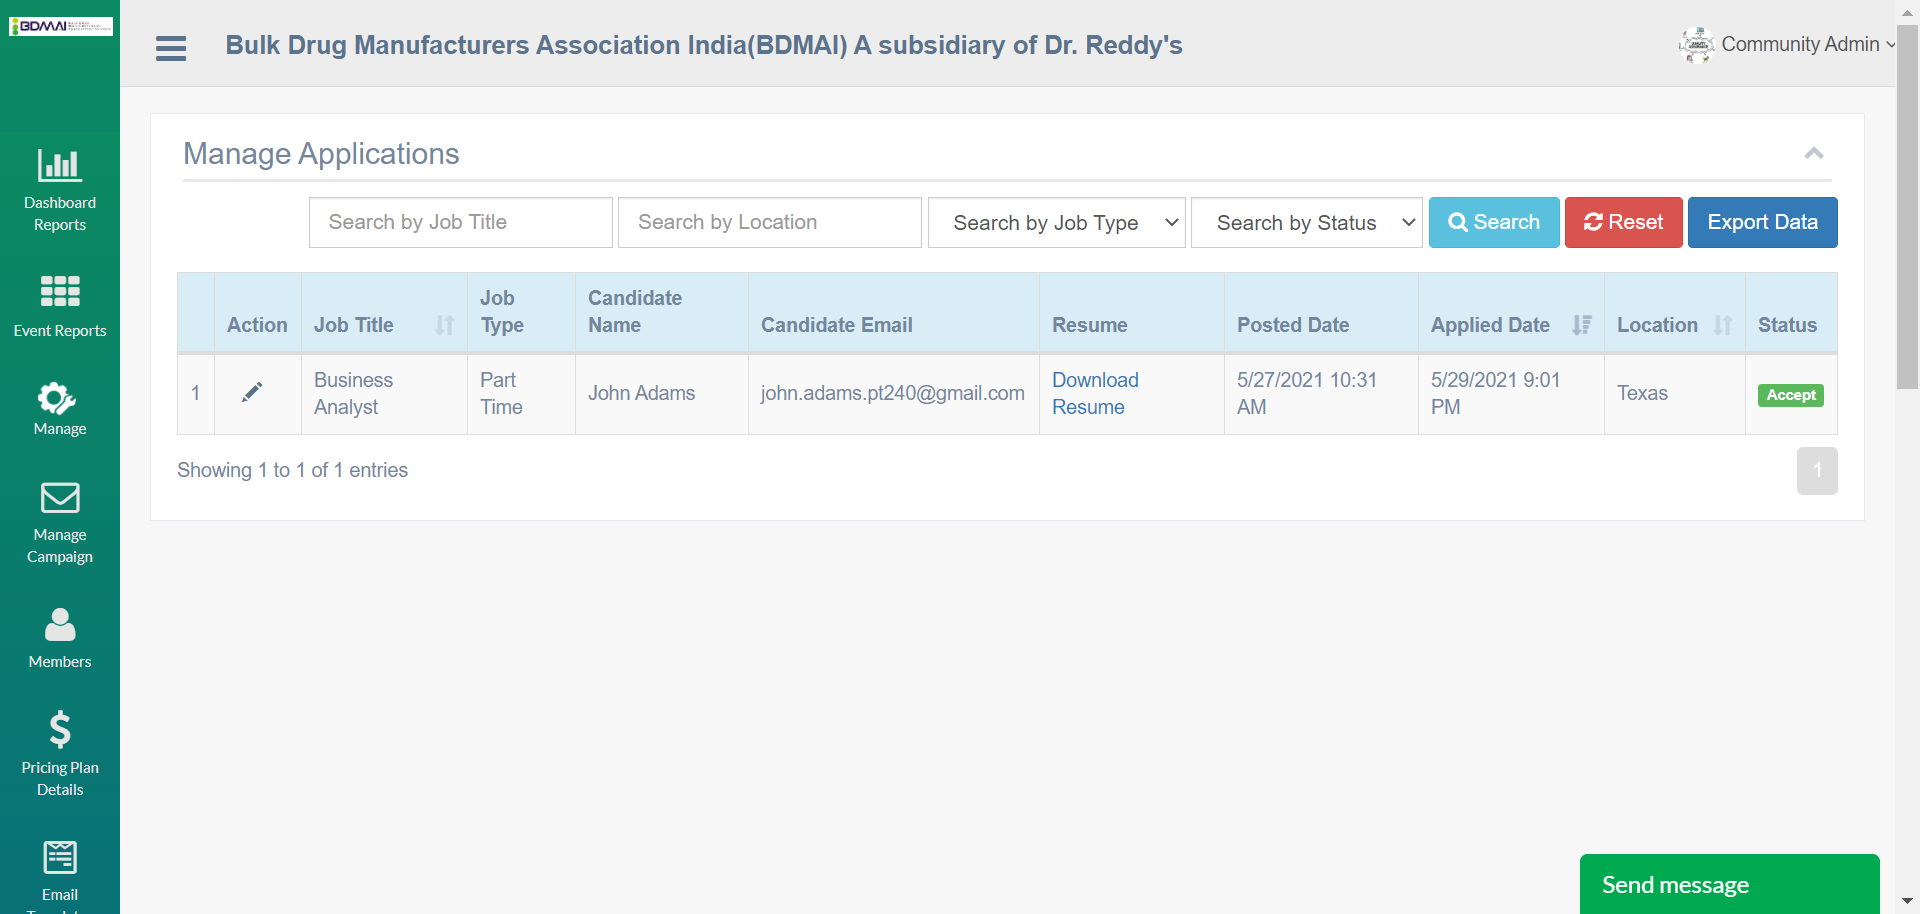 BDMAI
Bulk Drug Manufacturers Association India(BDMAI) A subsidiary of Dr. Reddy's
Community Admin
Dashboard
Reports
Event Reports
Manage
Manage
Campaign
Members
Pricing Plan
Details
Email
Manage Applications
Search by Job Title
Search by Location
Search by Job Type
Search by Status
Search
Reset
Export Data
Action
Job Title
Job
Type
Candidate
Name
Candidate Email
Resume
Posted Date
Applied Date
Location
Status
1
Business
Analyst
Part
Time
John Adams
john.adams.pt240@gmail.com
Download
Resume
5/27/2021 10:31
AM
5/29/2021 9:01
PM
Texas
Accept
Showing 1 to 1 of 1 entries
1
Send message